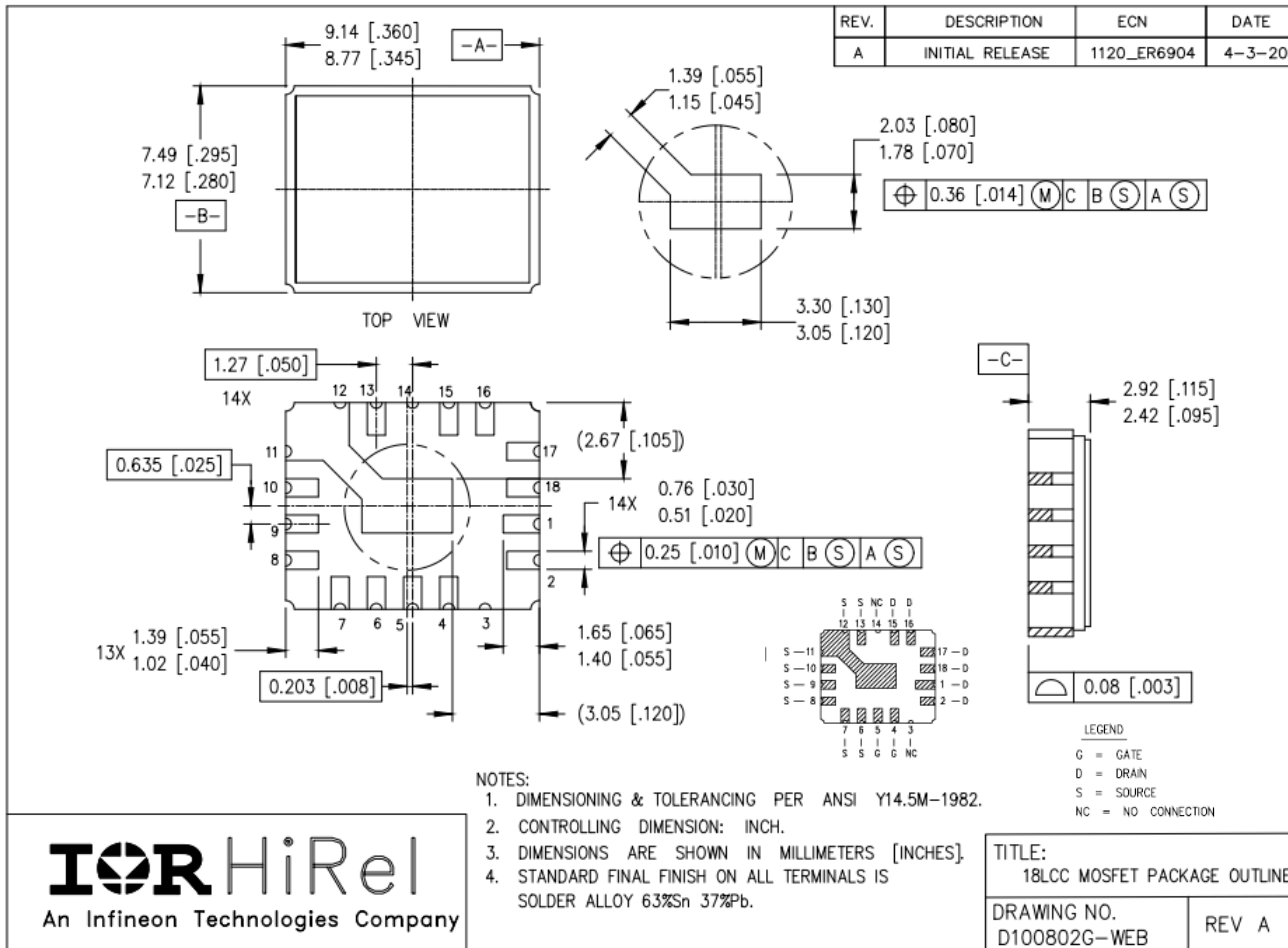 REV. DESCRIPTION ECN DATE
A INITIAL RELEASE 1120_ER6904 4-3-20
9.14 [.360]
8.77 [.345]
-A-
7.49 [.295]
7.12 [.280]
-B-
TOP VIEW
1.39 [.055]
1.15 [.045]
2.03 [.080]
1.78 [.070]
⌖ 0.36 [.014] Ⓜ C B Ⓢ A Ⓢ
3.30 [.130]
3.05 [.120]
1.27 [.050]
14X
12 13 14 15 16
11
10
9
8
17
18
1
2
7 6 5 4 3
0.635 [.025]
(2.67 [.105])
14X 0.76 [.030]
0.51 [.020]
⌖ 0.25 [.010] Ⓜ C B Ⓢ A Ⓢ
13X 1.39 [.055]
1.02 [.040]
0.203 [.008]
1.65 [.065]
1.40 [.055]
(3.05 [.120])
-C-
2.92 [.115]
2.42 [.095]
0.08 [.003]
S S NC D D
12 13 14 15 16
S - 11
S - 10
S - 9
S - 8
17 - D
18 - D
1 - D
2 - D
7 6 5 4 3
S S G G NC
LEGEND
G = GATE
D = DRAIN
S = SOURCE
NC = NO CONNECTION
NOTES:
1. DIMENSIONING & TOLERANCING PER ANSI Y14.5M-1982.
2. CONTROLLING DIMENSION: INCH.
3. DIMENSIONS ARE SHOWN IN MILLIMETERS [INCHES].
4. STANDARD FINAL FINISH ON ALL TERMINALS IS
SOLDER ALLOY 63%Sn 37%Pb.
IOR HiRel
An Infineon Technologies Company
TITLE:
18LCC MOSFET PACKAGE OUTLINE
DRAWING NO.
D100802G-WEB
REV A